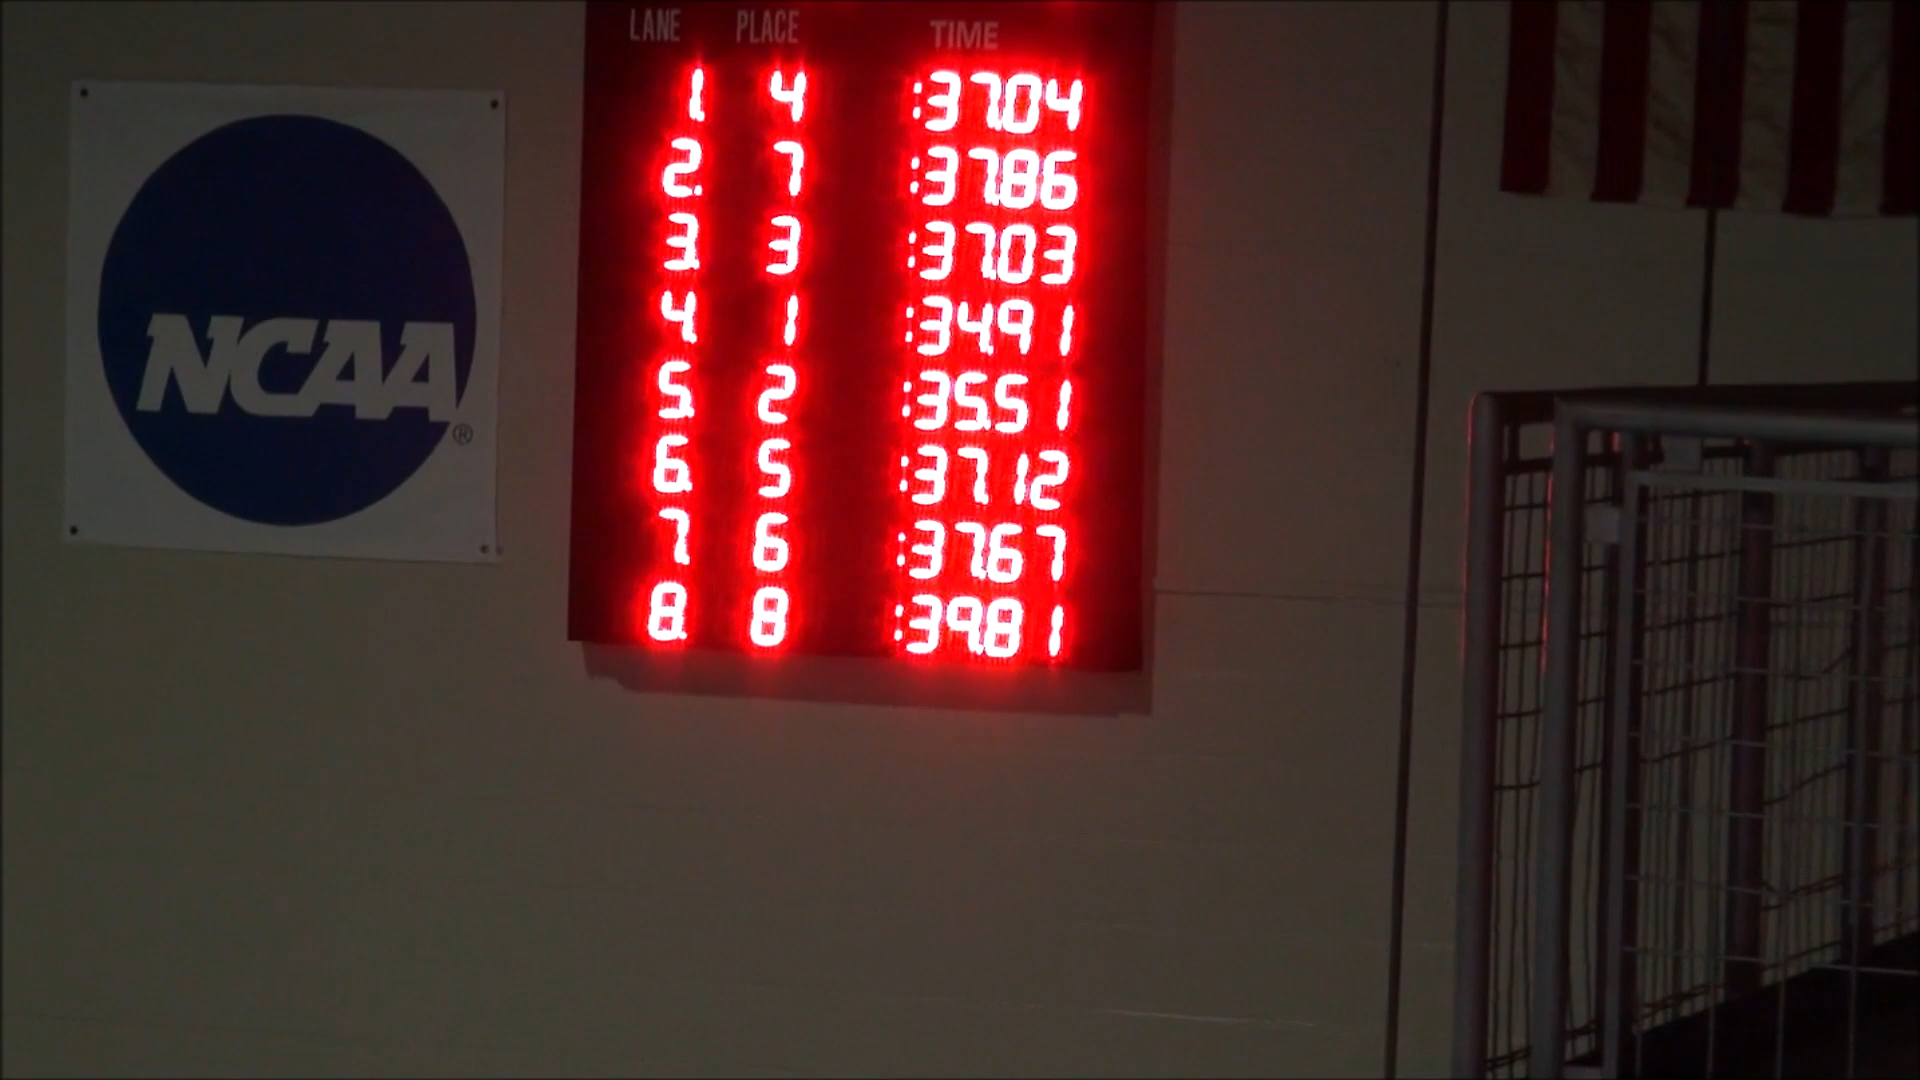 LANE PLACE TIME
1 4 :37.04
2. 7 :37.86
3. 3 :37.03
4. 1 :34.91
5. 2 :35.51
6. 5 :37.12
7 6 :37.67
8. 8 :39.81
NCAA ®